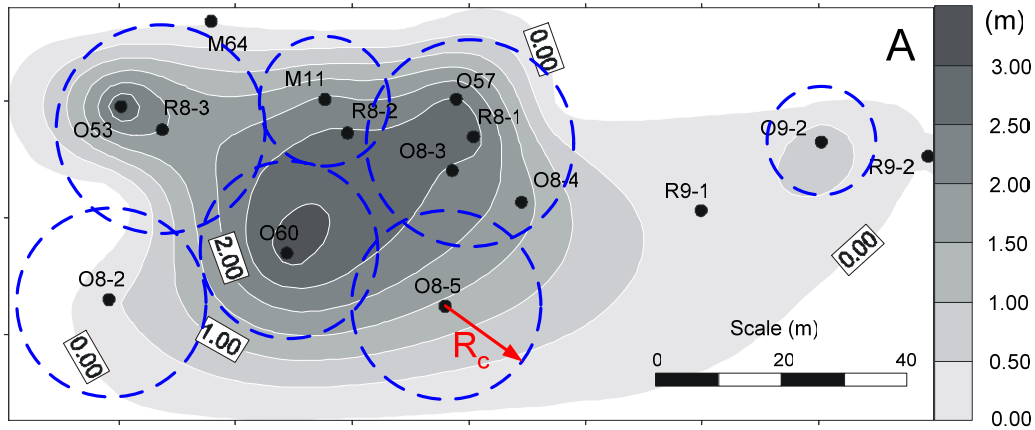 M64
0.00
A
(m)
3.00
2.50
2.00
1.50
1.00
0.50
0.00
M11
O57
R8-3
R8-2
R8-1
O53
O8-3
O9-2
R9-2
O8-4
R9-1
O60
2.00
0.00
O8-2
O8-5
1.00
0.00
Rc
Scale (m)
0 20 40